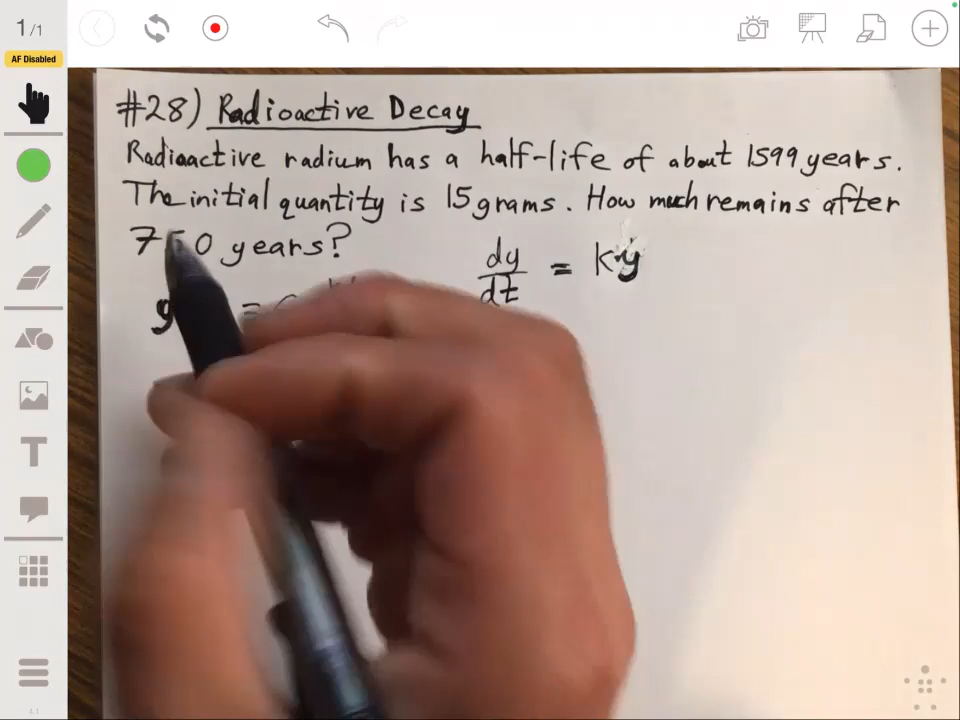 1/1
AF Disabled
#28) Radioactive Decay
Radioactive radium has a half-life of about 1599 years.
The initial quantity is 15 grams. How much remains after
750 years?
dy/dt = ky
y =
T